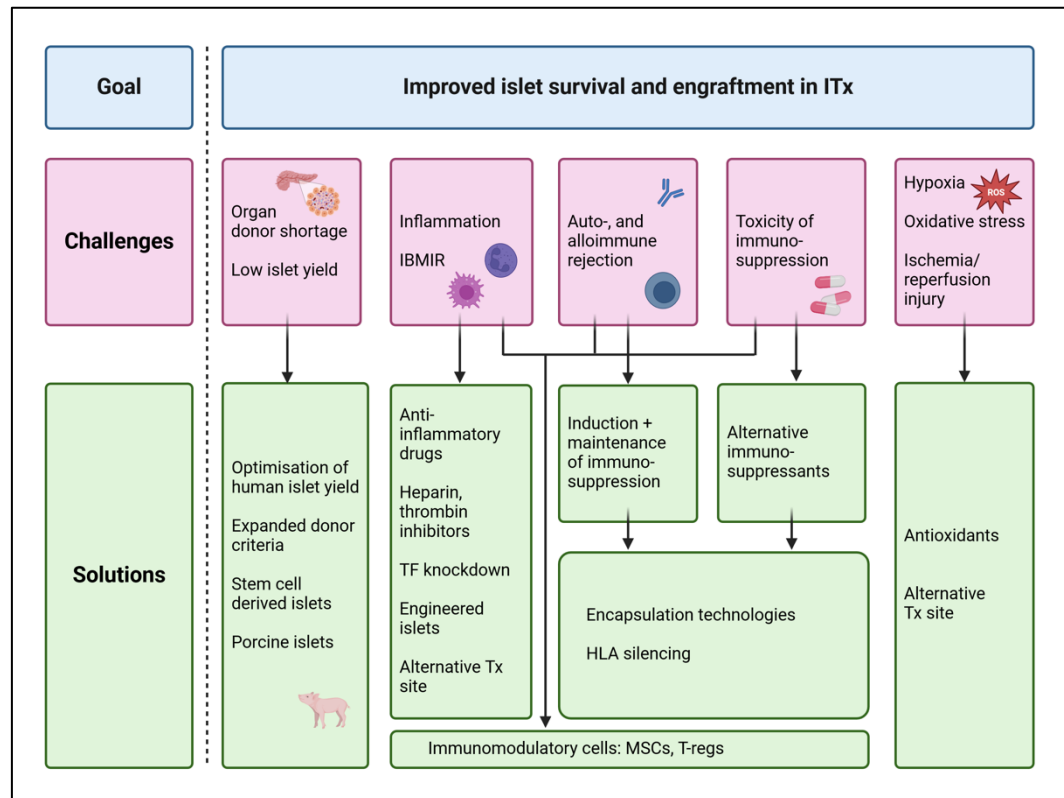 Goal
Improved islet survival and engraftment in ITx
Challenges
Organ
donor shortage
Low islet yield
Inflammation
IBMIR
Auto-, and
alloimmune
rejection
Toxicity of
immuno-
suppression
Hypoxia
ROS
Oxidative stress
Ischemia/
reperfusion
injury
Solutions
Optimisation of
human islet yield
Expanded donor
criteria
Stem cell
derived islets
Porcine islets
Anti-
inflammatory
drugs
Heparin,
thrombin
inhibitors
TF knockdown
Engineered
islets
Alternative Tx
site
Induction +
maintenance
of immuno-
suppression
Alternative
immuno-
suppressants
Encapsulation technologies
HLA silencing
Immunomodulatory cells: MSCs, T-regs
Antioxidants
Alternative
Tx site